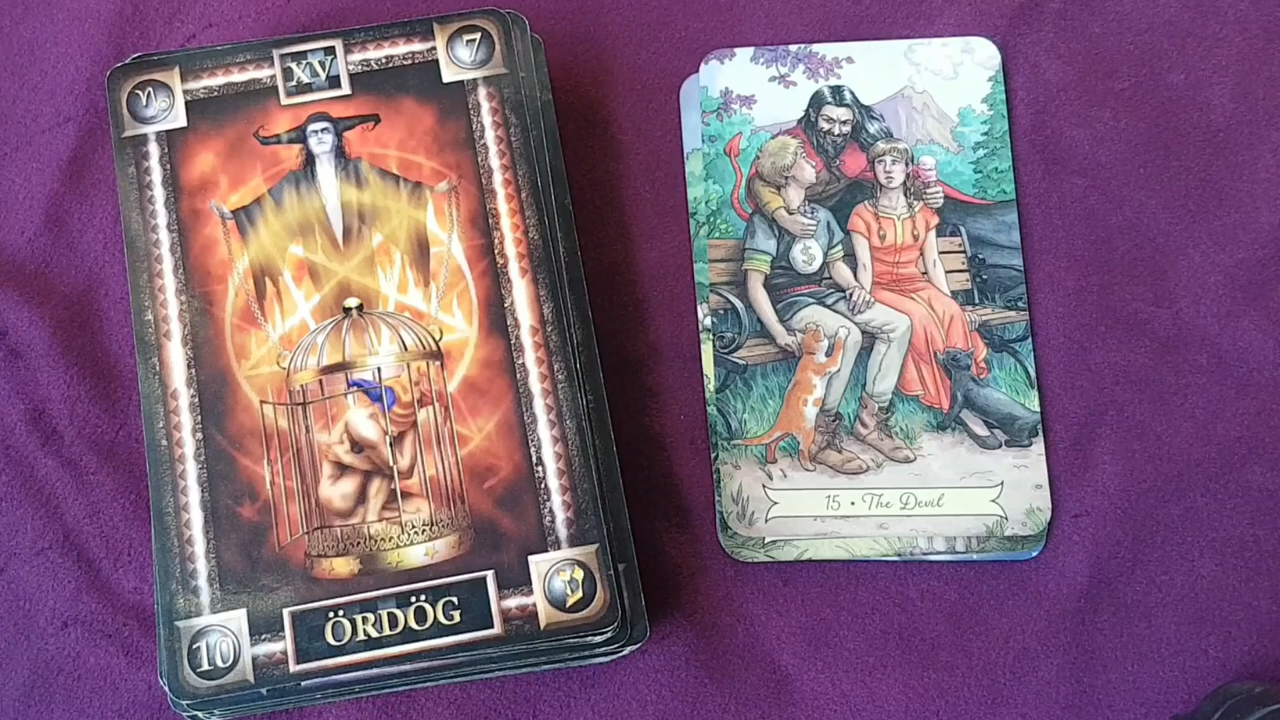 XV
7
ÖRDÖG
10
ע
$
15 • The Devil